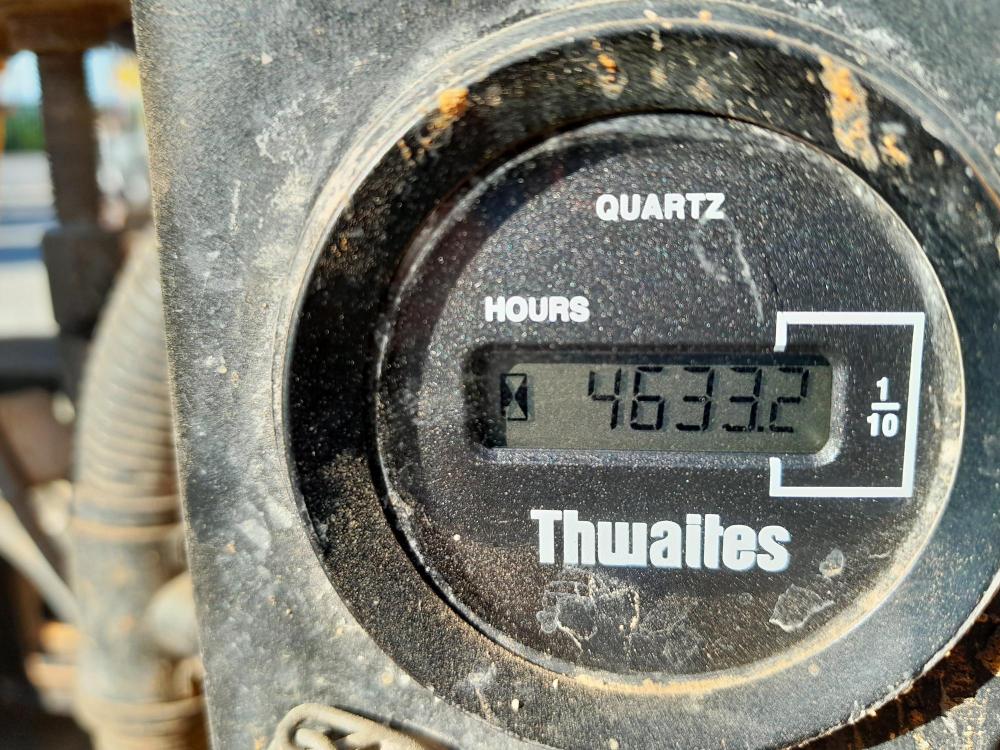 QUARTZ
HOURS
4633.2
1
10
Thwaites